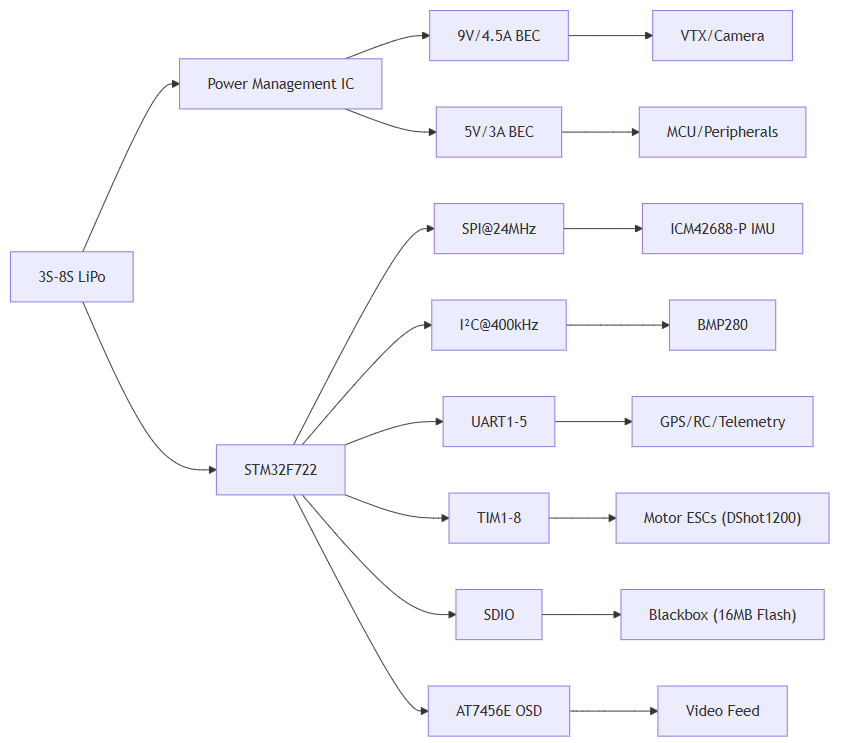 9V/4.5A BEC
VTX/Camera
Power Management IC
5V/3A BEC
MCU/Peripherals
SPI@24MHz
ICM42688-P IMU
3S-8S LiPo
I²C@400kHz
BMP280
UART1-5
GPS/RC/Telemetry
STM32F722
TIM1-8
Motor ESCs (DShot1200)
SDIO
Blackbox (16MB Flash)
AT7456E OSD
Video Feed